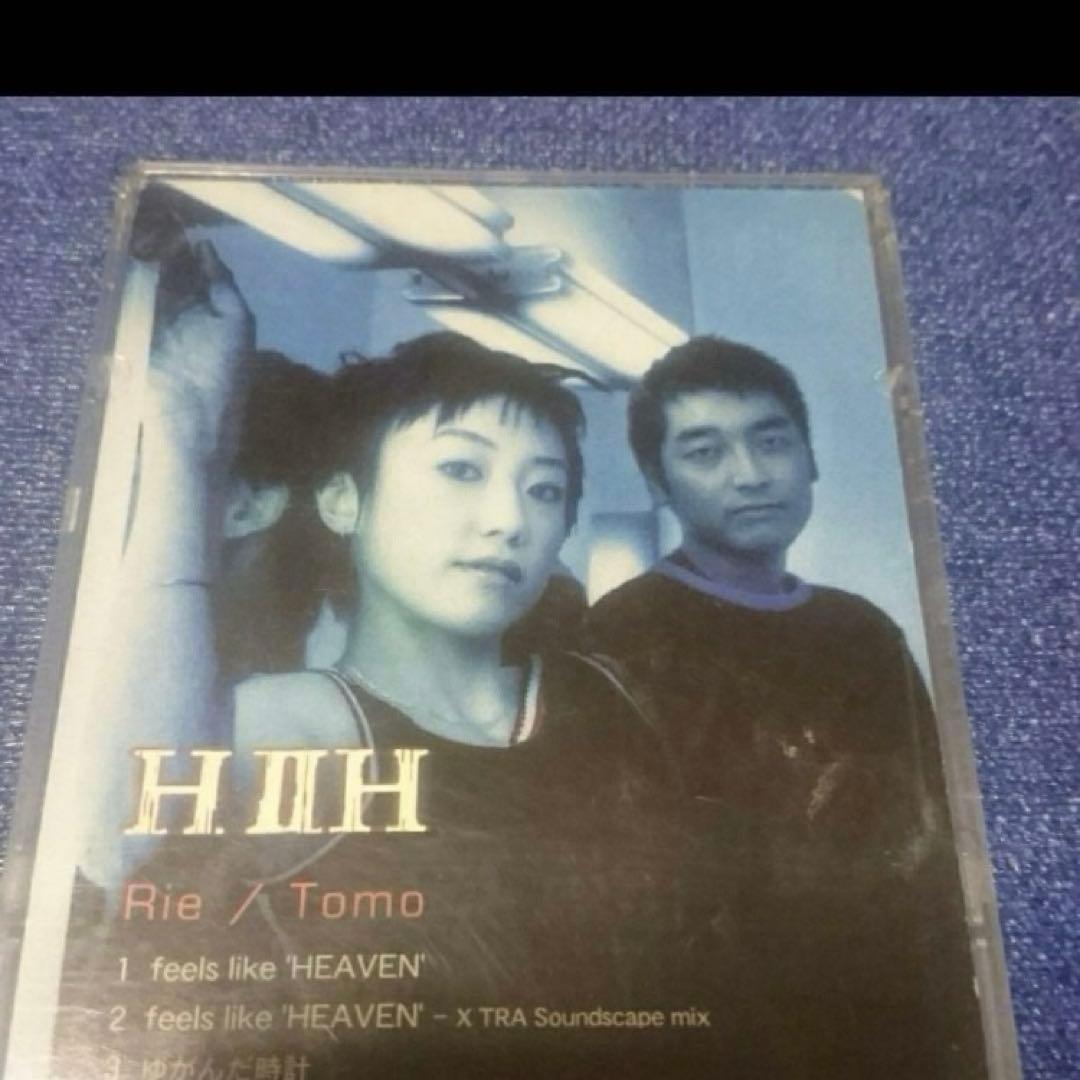 HⅡH
Rie / Tomo
1 feels like 'HEAVEN'
2 feels like 'HEAVEN' – X TRA Soundscape mix
3 ゆがんだ時計